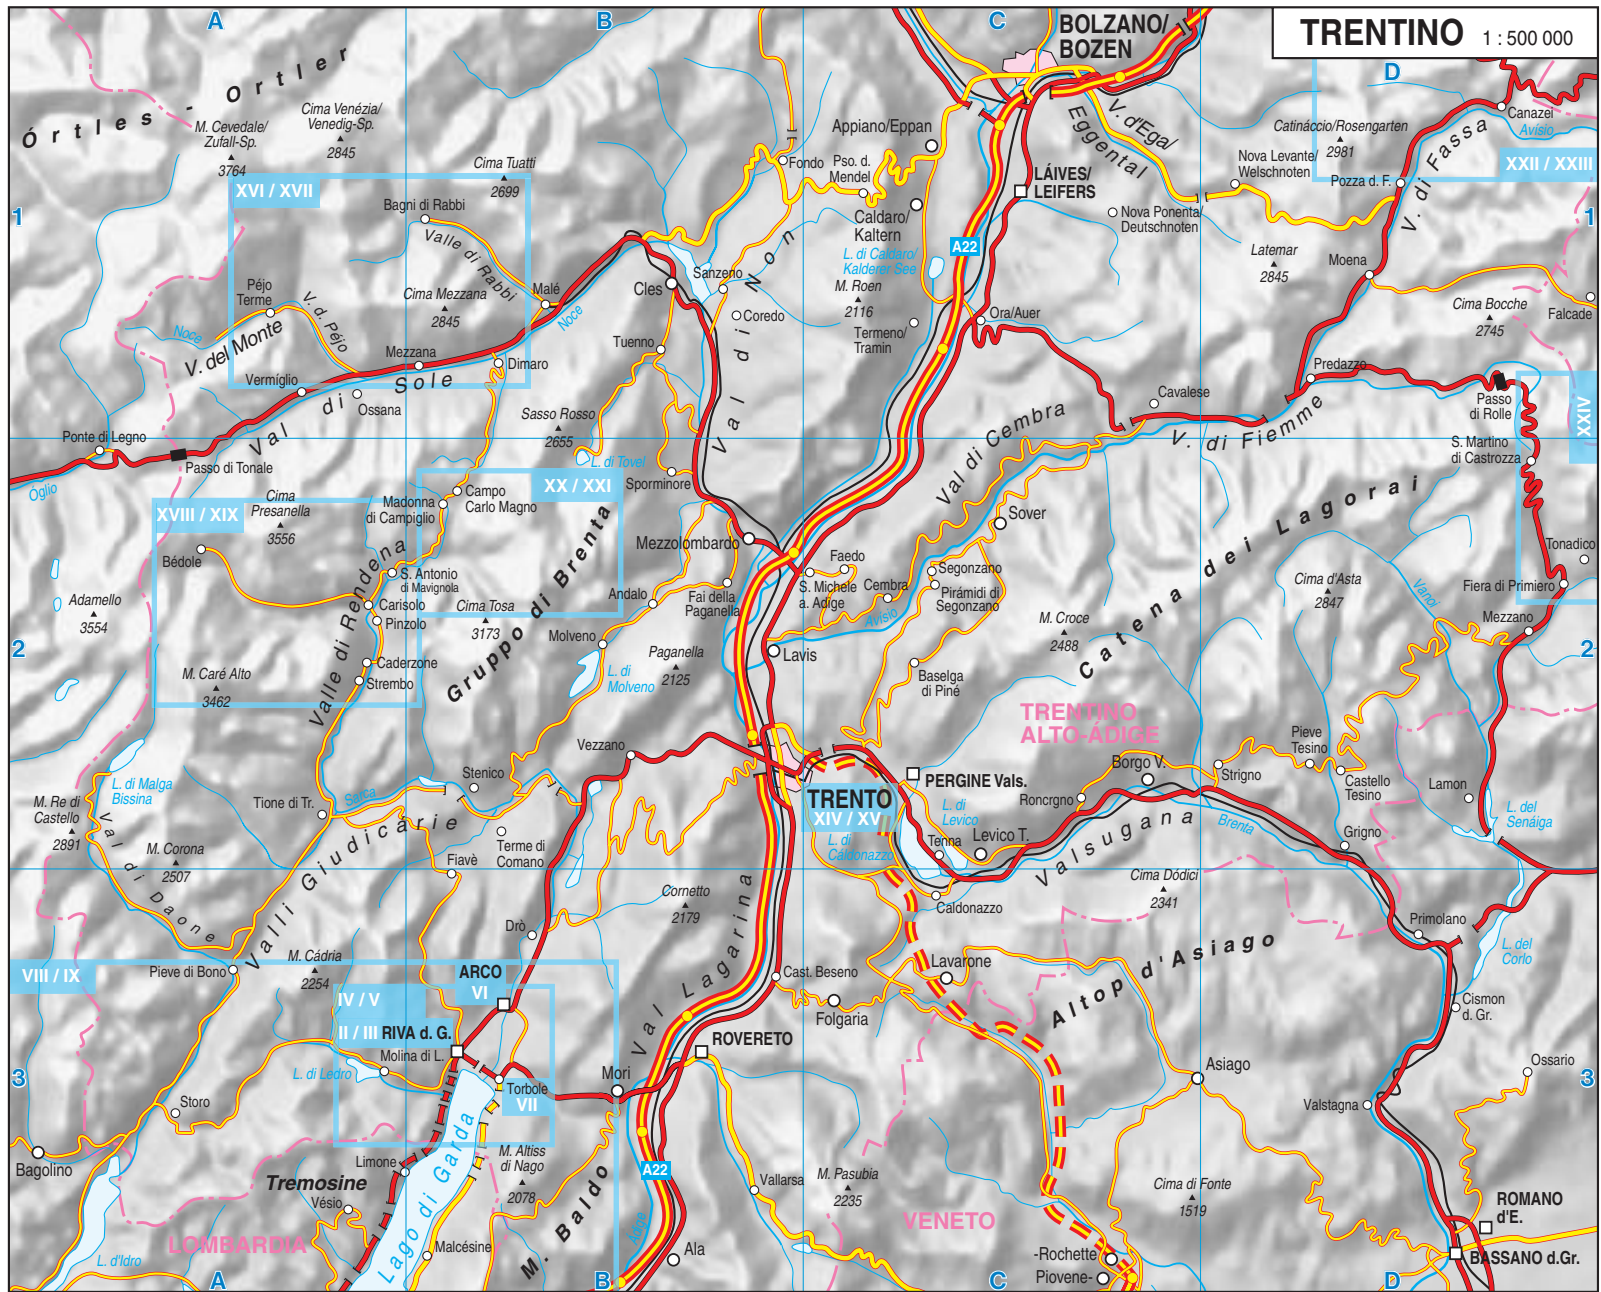 TRENTINO 1 : 500 000
A
B
C
D
BOLZANO/
BOZEN
Órtles - Ortler
M. Cevedale/
Zufall-Sp.
3764
Cima Venézia/
Venedig-Sp.
2845
Cima Tuatti
2699
Appiano/Eppan
Fondo
Pso. d.
Mendel
V. d'Ega/
Eggental
Catináccio/Rosengarten
2981
Canazei
Avísio
XXII / XXIII
Nova Levante/
Welschnoten
Pozza d. F.
V. di Fassa
XVI / XVII
Bagni di Rabbi
Valle di Rabbi
LÁIVES/
LEIFERS
Caldaro/
Kaltern
Nova Ponenta/
Deutschnoten
1
1
A22
L. di Caldaro/
Kalderer See
M. Roen
2116
Latemar
2845
Moena
Cima Bocche
2745
Falcade
Péjo
Terme
V. d. Péjo
Cima Mezzana
2845
Malé
Noce
Noce
V. del Monte
Cles
Sanzeno
Val di Non
Coredo
Tuenno
Termeno/
Tramin
Ora/Auer
Mezzana
Dimaro
Vermíglio
Ossana
Val di Sole
Sasso Rosso
2655
L. di Tovel
Predazzo
Passo
di Rolle
Cavalese
V. di Fiemme
Val di Cembra
XXIV
Ponte di Legno
Passo di Tonale
Óglio
S. Martino
di Castrozza
Sporminore
XX / XXI
XVIII / XIX
Cima
Presanella
3556
Madonna
di Campiglio
Campo
Carlo Magno
Bédole
Sover
Mezzolombardo
Faedo
S. Michele
a. Adige
Cembra
Segonzano
Pirámidi di
Segonzano
Avísio
Catena dei Lagorai
Cima d'Asta
2847
Vanoi
Tonadico
Fiera di Primiero
Mezzano
Adamello
3554
S. Antonio
di Mavignola
Carisolo
Pinzolo
Caderzone
Strembo
Valle di Rendena
Cima Tosa
3173
Gruppo di Brenta
Andalo
Fai della
Paganella
Molveno
L. di
Molveno
Paganella
2125
Lavis
M. Croce
2488
Baselga
di Piné
2
2
M. Caré Alto
3462
TRENTINO
ALTO-ÁDIGE
L. di Malga
Bissina
M. Re di
Castello
2891
Val di Daone
M. Corona
2507
Tione di Tr.
Sarca
Stenico
Vezzano
Terme di
Comano
Fiavè
Valli Giudicárie
TRENTO
XIV / XV
PERGINE Vals.
L. di
Levico
L. di
Caldonazzo
Tenna
Levico T.
Roncrgno
Borgo V.
Strigno
Pieve
Tesino
Castello
Tesino
Lamon
L. del
Senáiga
Valsugana
Brenta
Grigno
Cima Dódici
2341
Caldonazzo
Primolano
L. del
Corlo
Cornetto
2179
Drò
Val Lagarina
Pieve di Bono
M. Cádria
2254
VIII / IX
ARCO
VI
IV / V
II / III
RIVA d. G.
Molina di L.
L. di Ledro
Torbole
VII
Cast. Beseno
Folgaria
Lavarone
Altop d'Asiago
Cismon
d. Gr.
ROVERETO
Mori
Asiago
Ossario
3
3
Storo
Valstagna
Bagolino
Limone
Tremosine
Vésio
M. Altiss
di Nago
2078
A22
Adige
Vallarsa
M. Pasubia
2235
Cima di Fonte
1519
ROMANO
d'E.
VENETO
LOMBARDIA
L. d'Idro
Lago di Garda
Malcésine
M. Baldo
Ala
-Rochette
Piovene-
BASSANO d.Gr.
A
B
C
D